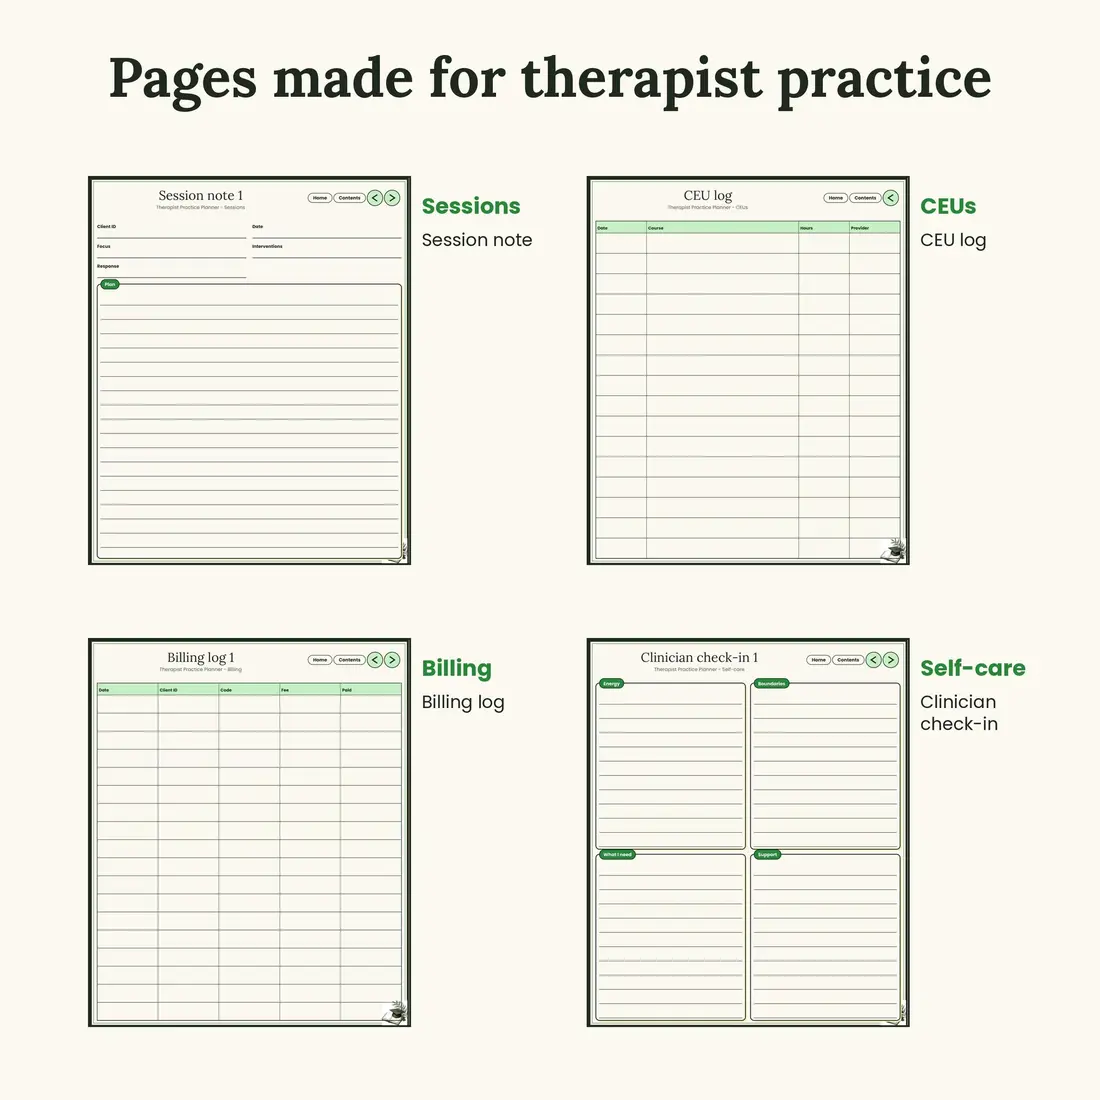 Pages made for therapist practice
Session note 1
Therapist Practice Planner - Sessions
Home
Contents
<
>
Client ID
Date
Focus
Interventions
Response
Plan
Sessions
Session note
CEU log
Therapist Practice Planner - CEUs
Home
Contents
<
Date
Course
Hours
Provider
CEUs
CEU log
Billing log 1
Therapist Practice Planner - Billing
Home
Contents
<
>
Date
Client ID
Code
Fee
Paid
Billing
Billing log
Clinician check-in 1
Therapist Practice Planner - Self-care
Home
Contents
<
>
Energy
Boundaries
What I need
Support
Self-care
Clinician
check-in